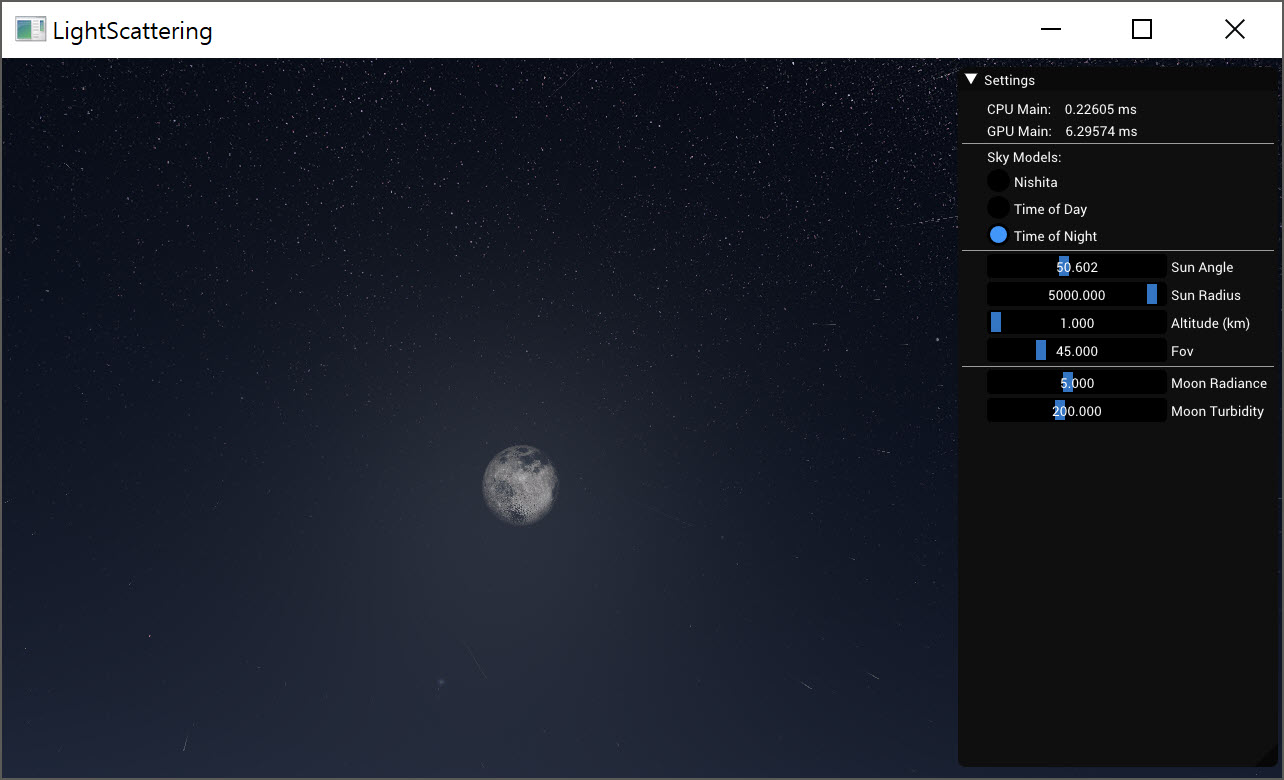 LightScattering
Settings
CPU Main: 0.22605 ms
GPU Main: 6.29574 ms
Sky Models:
Nishita
Time of Day
Time of Night
50.602 Sun Angle
5000.000 Sun Radius
1.000 Altitude (km)
45.000 Fov
5.000 Moon Radiance
200.000 Moon Turbidity